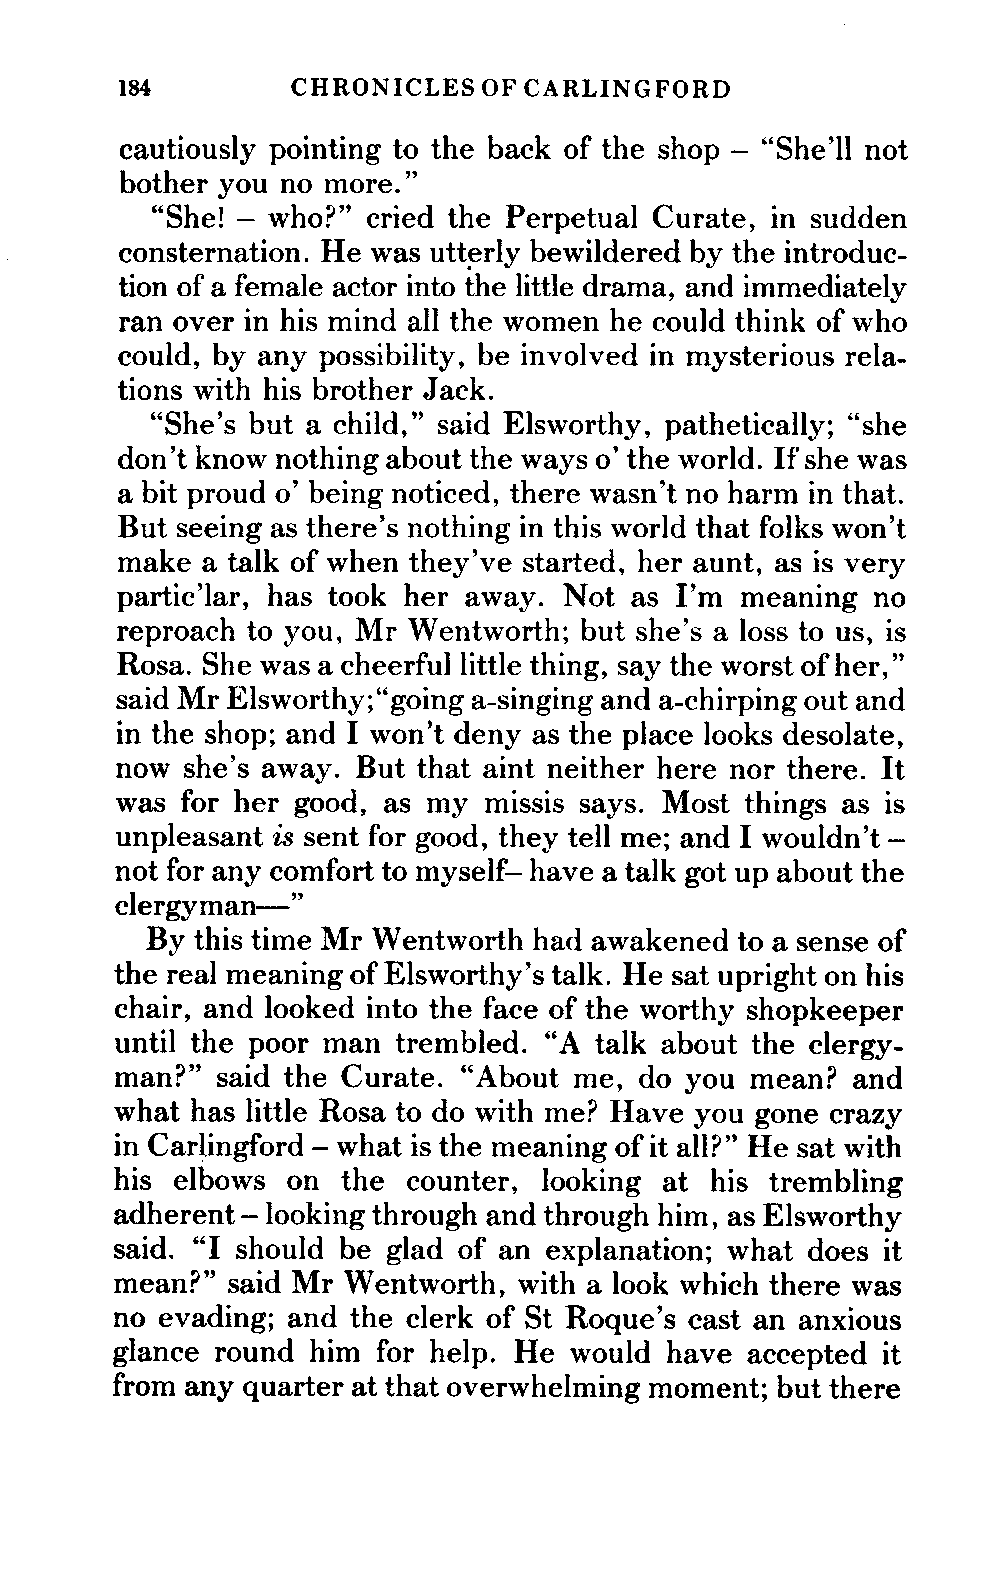 184 CHRONICLES OF CARLINGFORD
cautiously pointing to the back of the shop – “She’ll not
bother you no more.”
“She! – who?” cried the Perpetual Curate, in sudden
consternation. He was utterly bewildered by the introduc-
tion of a female actor into the little drama, and immediately
ran over in his mind all the women he could think of who
could, by any possibility, be involved in mysterious rela-
tions with his brother Jack.
“She’s but a child,” said Elsworthy, pathetically; “she
don’t know nothing about the ways o’ the world. If she was
a bit proud o’ being noticed, there wasn’t no harm in that.
But seeing as there’s nothing in this world that folks won’t
make a talk of when they’ve started, her aunt, as is very
partic’lar, has took her away. Not as I’m meaning no
reproach to you, Mr Wentworth; but she’s a loss to us, is
Rosa. She was a cheerful little thing, say the worst of her,”
said Mr Elsworthy;“going a-singing and a-chirping out and
in the shop; and I won’t deny as the place looks desolate,
now she’s away. But that aint neither here nor there. It
was for her good, as my missis says. Most things as is
unpleasant is sent for good, they tell me; and I wouldn’t –
not for any comfort to myself– have a talk got up about the
clergyman—”
By this time Mr Wentworth had awakened to a sense of
the real meaning of Elsworthy’s talk. He sat upright on his
chair, and looked into the face of the worthy shopkeeper
until the poor man trembled. “A talk about the clergy-
man?” said the Curate. “About me, do you mean? and
what has little Rosa to do with me? Have you gone crazy
in Carlingford – what is the meaning of it all?” He sat with
his elbows on the counter, looking at his trembling
adherent – looking through and through him, as Elsworthy
said. “I should be glad of an explanation; what does it
mean?” said Mr Wentworth, with a look which there was
no evading; and the clerk of St Roque’s cast an anxious
glance round him for help. He would have accepted it
from any quarter at that overwhelming moment; but there